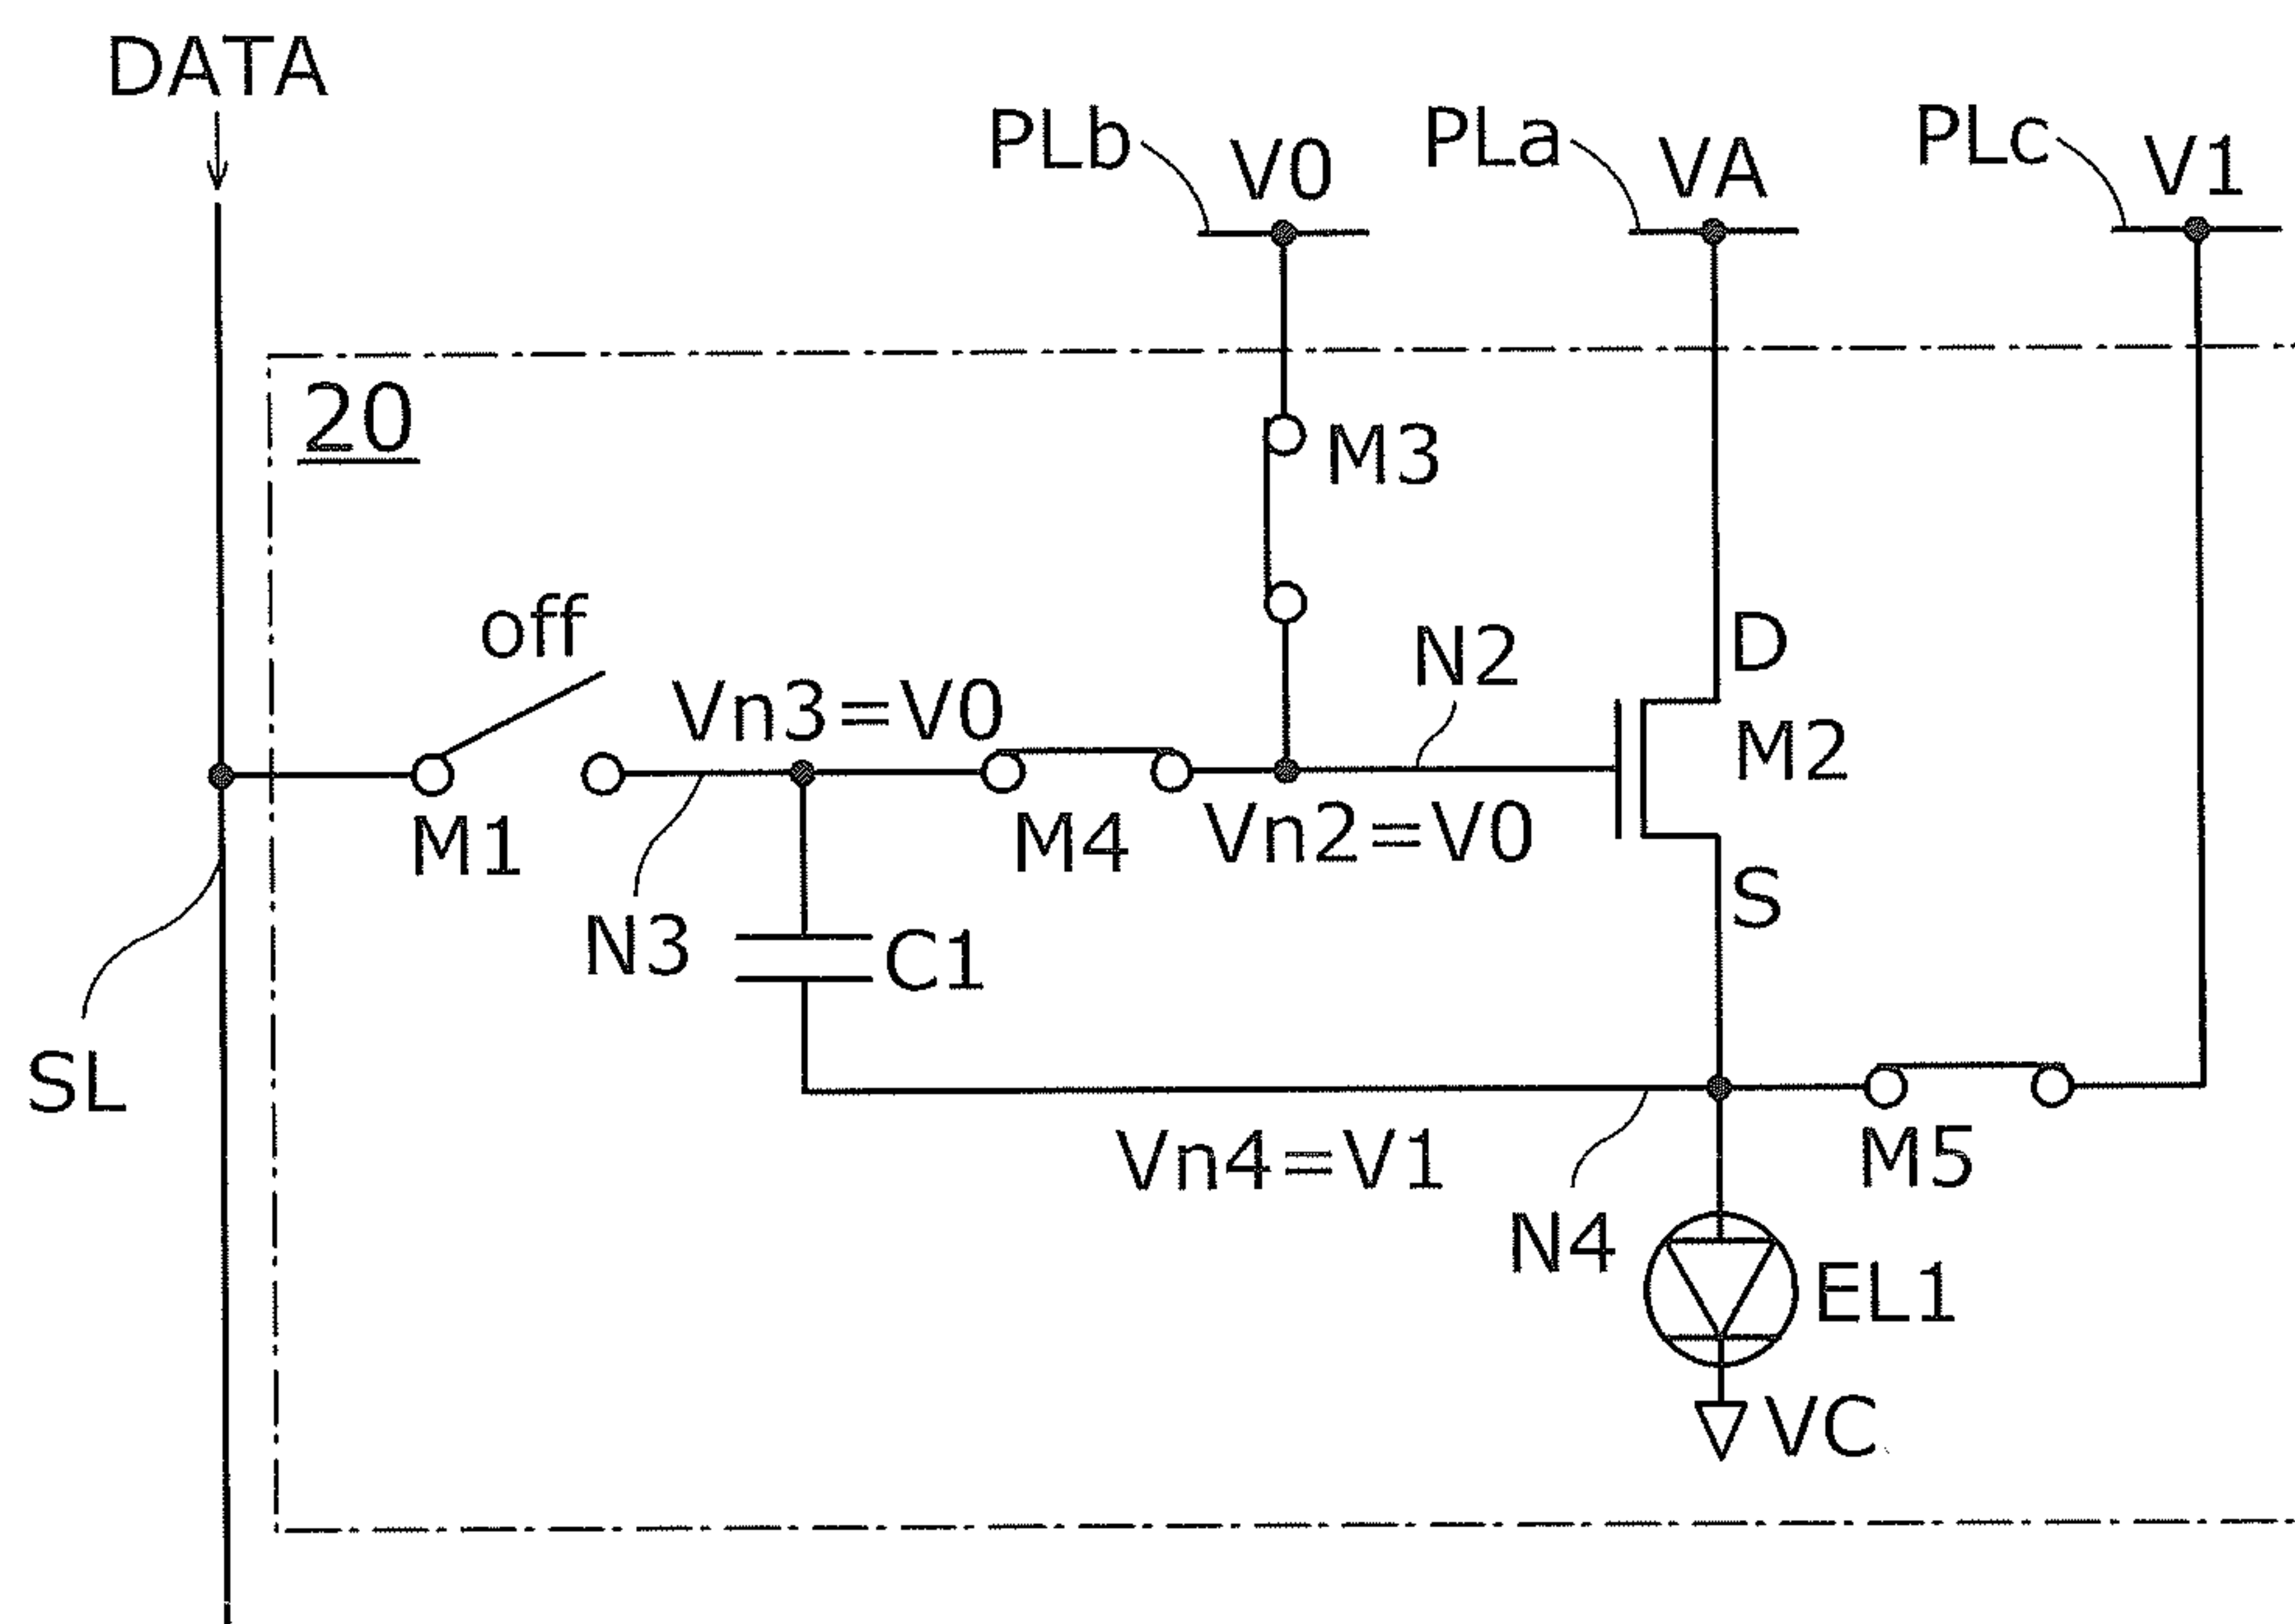 DATA
PLb
V0
PLa
VA
PLc
V1
20
M3
off
N2
D
Vn3=V0
M2
M1
M4
Vn2=V0
S
N3
C1
SL
Vn4=V1
M5
N4
EL1
VC